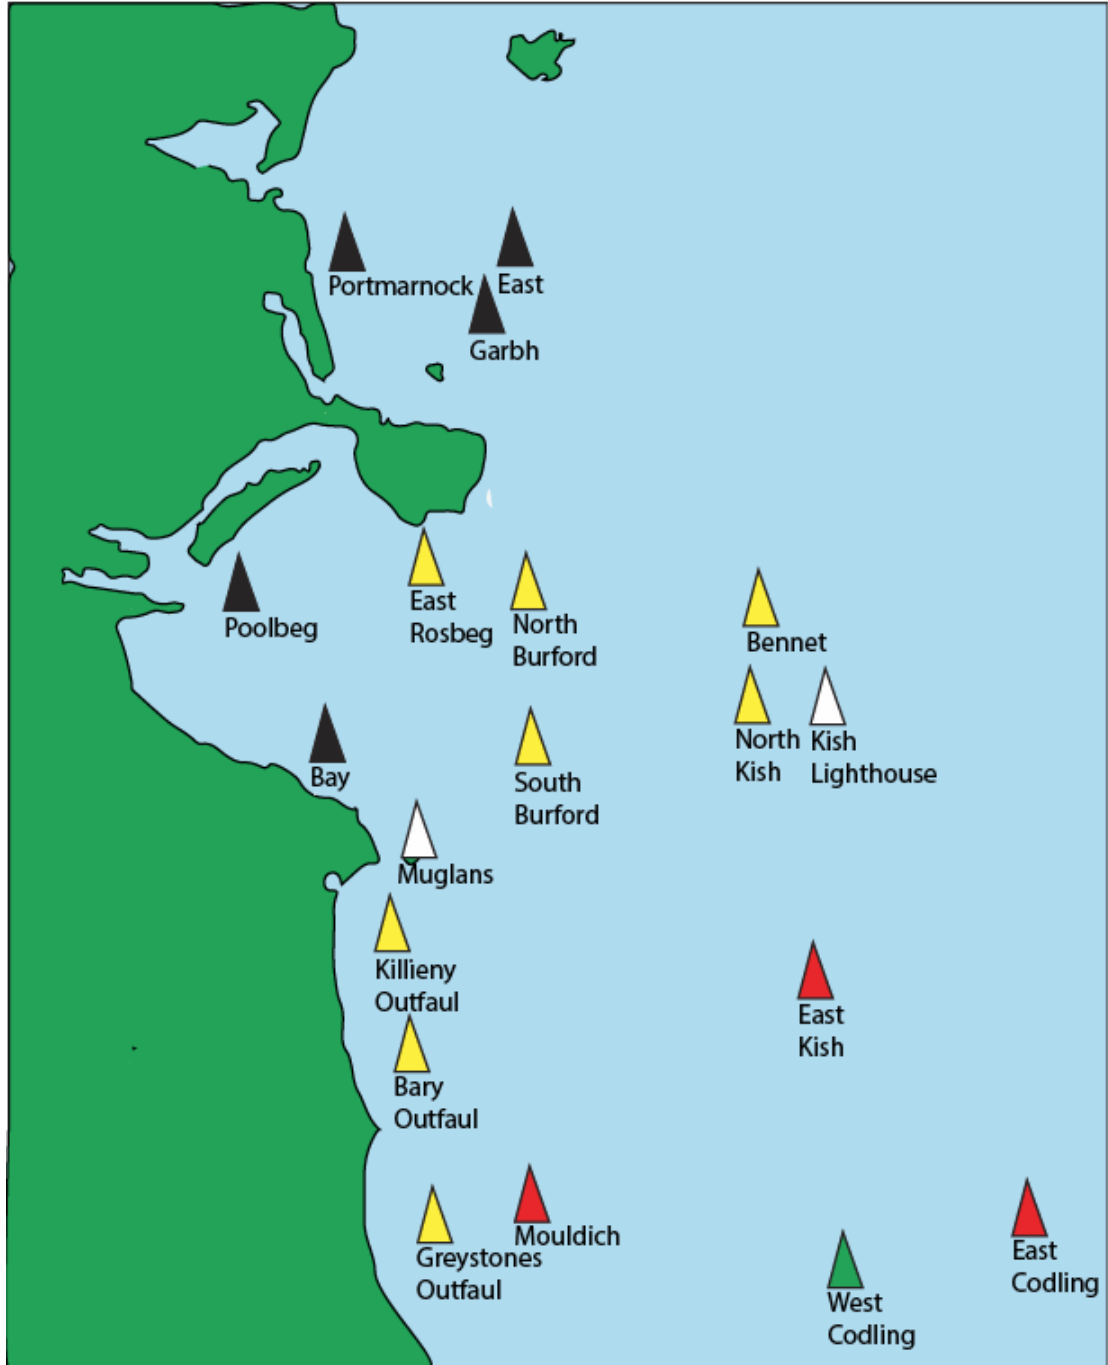 Portmarnock
East
Garbh
Poolbeg
East
Rosbeg
North
Burford
Bennet
North
Kish
Kish
Lighthouse
Bay
South
Burford
Muglans
Killieny
Outfaul
East
Kish
Bary
Outfaul
Mouldich
Greystones
Outfaul
East
Codling
West
Codling